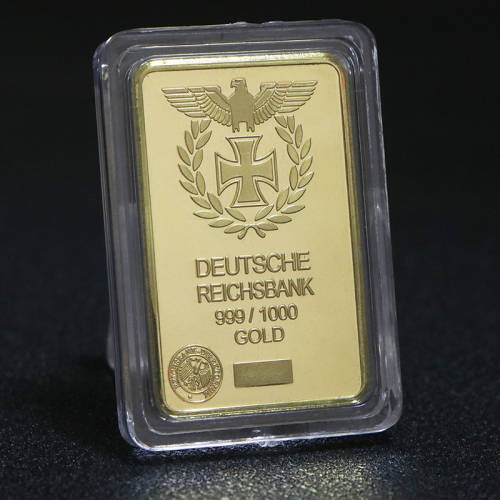 DEUTSCHE
REICHSBANK
999 / 1000
GOLD